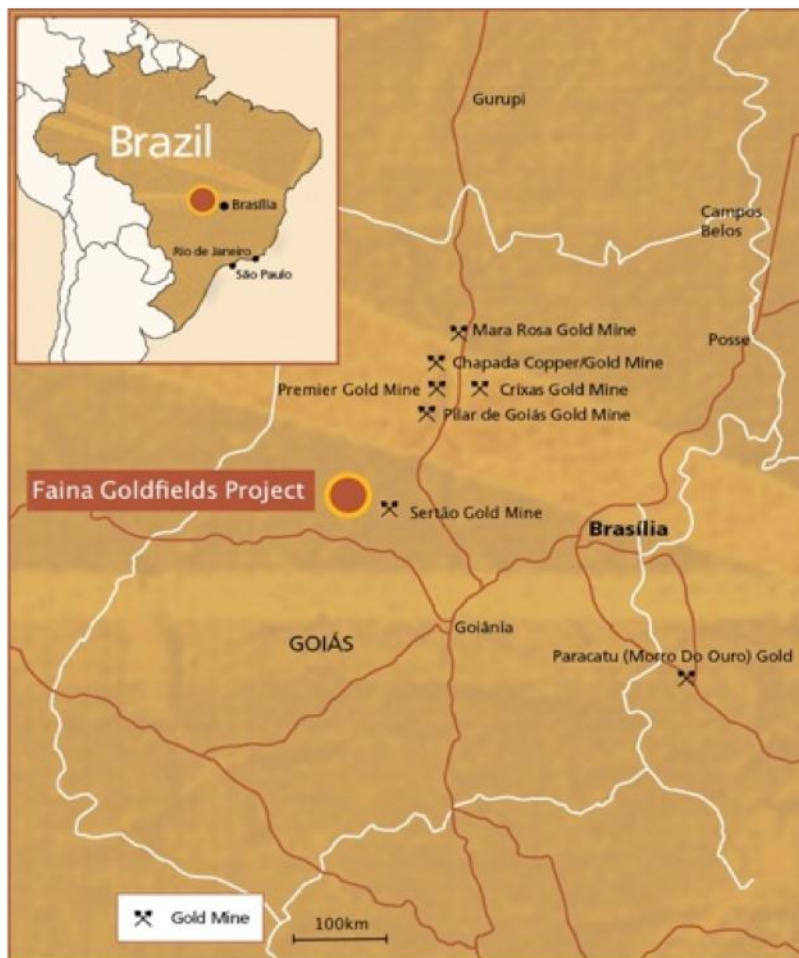 Brazil
Brasília
Rio de Janeiro
São Paulo
Gurupi
Campos
Belos
Mara Rosa Gold Mine
Posse
Chapada Copper/Gold Mine
Premier Gold Mine
Crixas Gold Mine
Pilar de Goiás Gold Mine
Faina Goldfields Project
Sertão Gold Mine
Brasília
GOIÁS
Goiânia
Paracatu (Morro Do Ouro) Gold
Gold Mine
100km